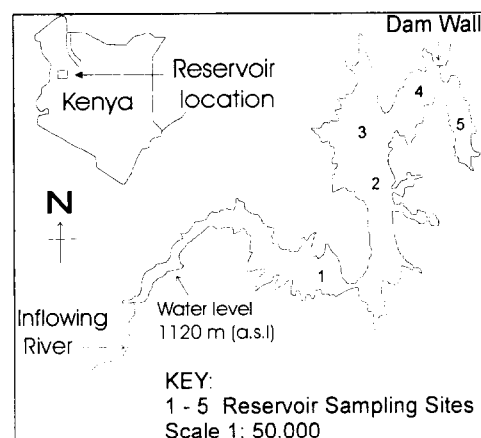 Dam Wall
Reservoir
location
Kenya
4
3
5
2
N
1
Inflowing
River
Water level
1120 m (a.s.l)
KEY:
1 - 5 Reservoir Sampling Sites
Scale 1: 50.000